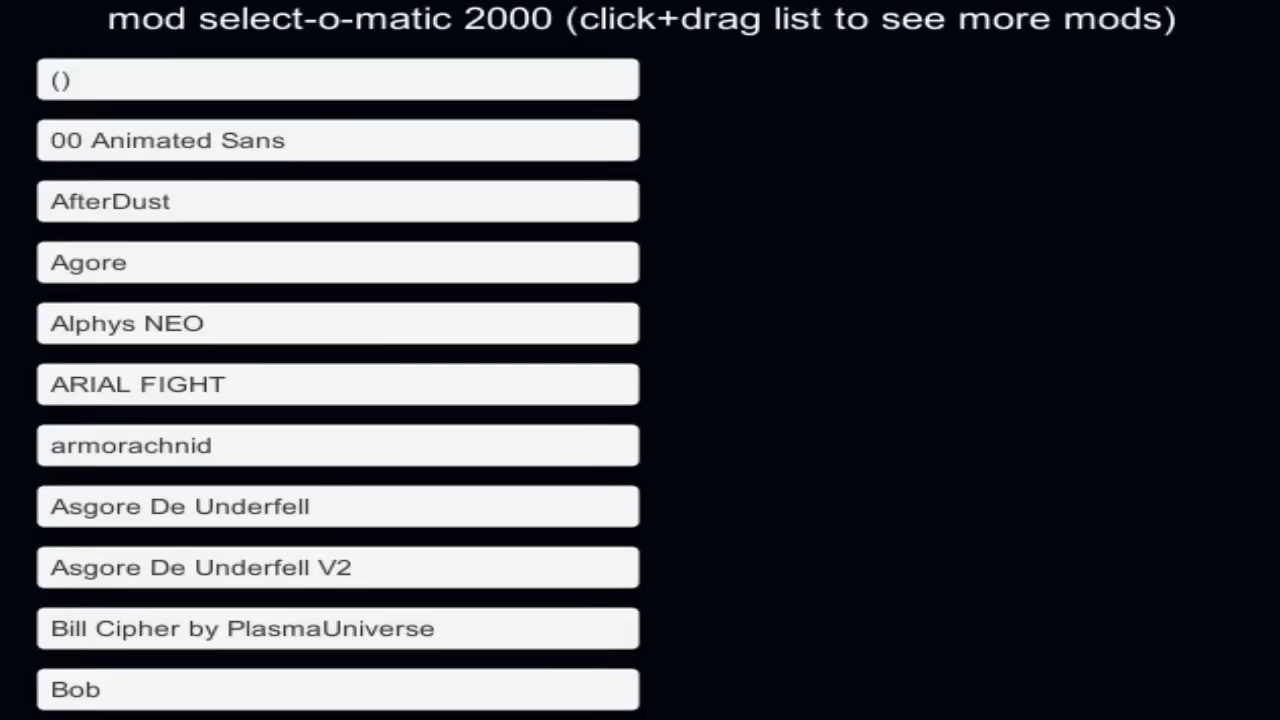 mod select-o-matic 2000 (click+drag list to see more mods)
()
00 Animated Sans
AfterDust
Agore
Alphys NEO
ARIAL FIGHT
armorachnid
Asgore De Underfell
Asgore De Underfell V2
Bill Cipher by PlasmaUniverse
Bob